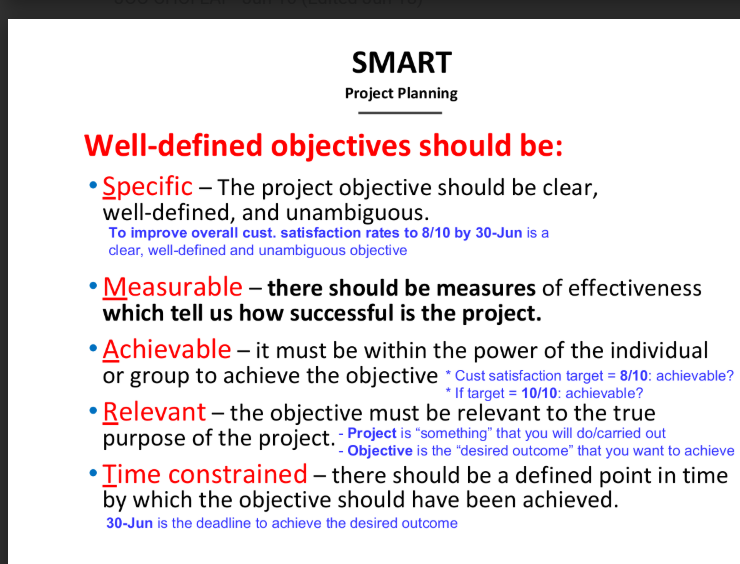 SMART
Project Planning
Well-defined objectives should be:
• Specific – The project objective should be clear,
well-defined, and unambiguous.
To improve overall cust. satisfaction rates to 8/10 by 30-Jun is a
clear, well-defined and unambiguous objective
• Measurable – there should be measures of effectiveness
which tell us how successful is the project.
• Achievable – it must be within the power of the individual
or group to achieve the objective
* Cust satisfaction target = 8/10: achievable?
* If target = 10/10: achievable?
• Relevant – the objective must be relevant to the true
purpose of the project.
- Project is “something” that you will do/carried out
- Objective is the “desired outcome” that you want to achieve
• Time constrained – there should be a defined point in time
by which the objective should have been achieved.
30-Jun is the deadline to achieve the desired outcome